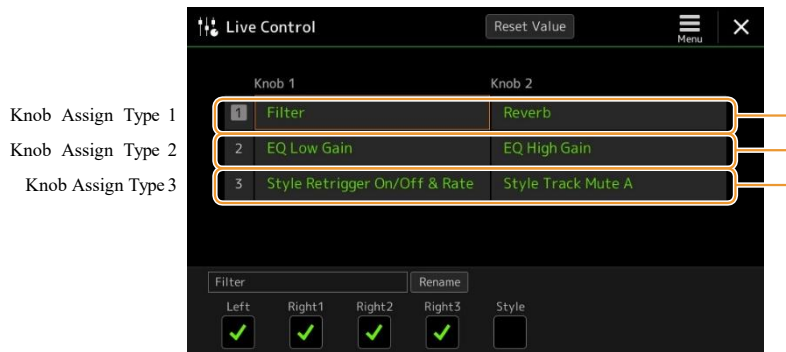 Live Control Reset Value Menu
Knob 1 Knob 2
Knob Assign Type 1 1 Filter Reverb
Knob Assign Type 2 2 EQ Low Gain EQ High Gain
Knob Assign Type 3 3 Style Retrigger On/Off & Rate Style Track Mute A
Filter Rename
Left Right1 Right2 Right3 Style